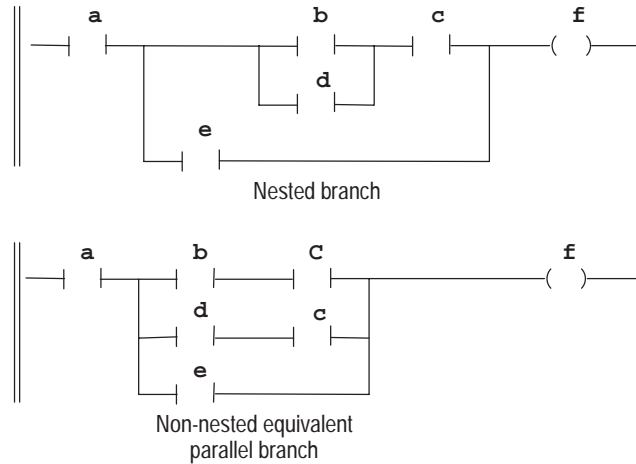 a b c f
d
e
Nested branch
a b C f
d c
e
Non-nested equivalent
parallel branch